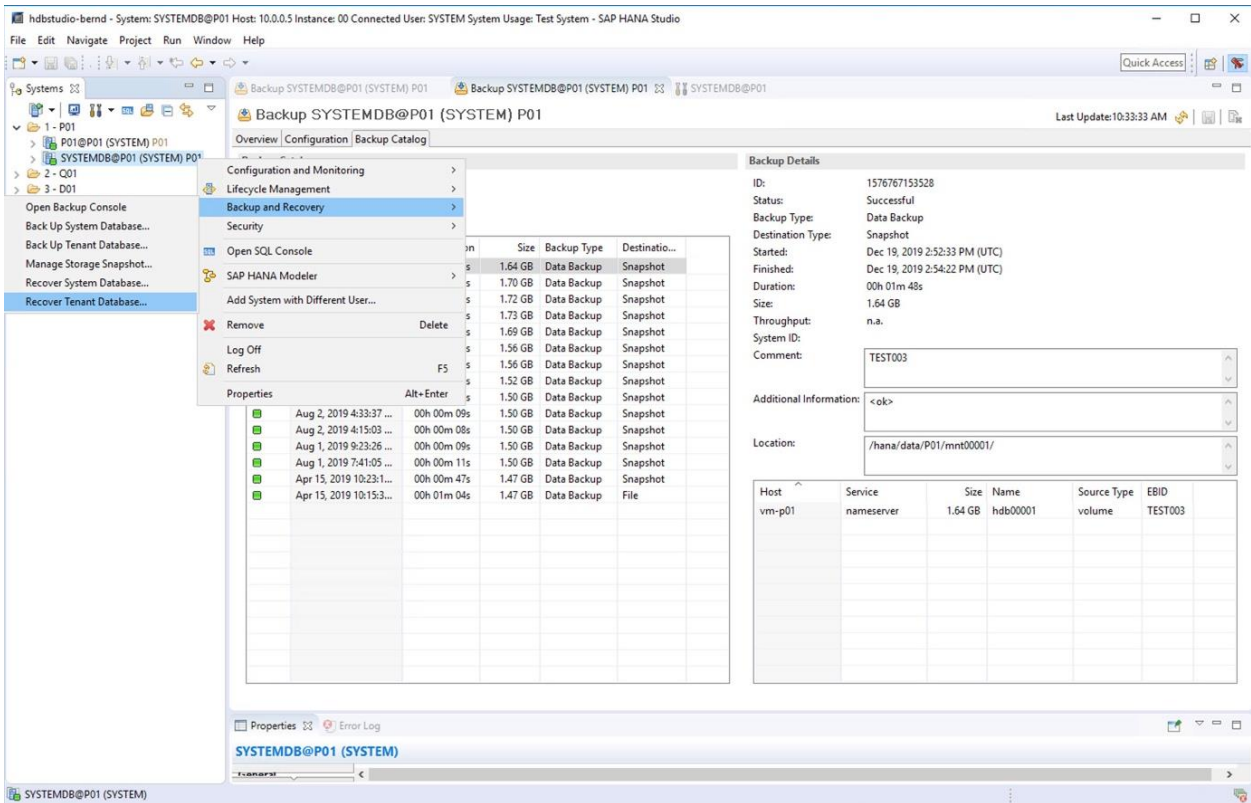 hdbstudio-bernd - System: SYSTEMDB@P01 Host: 10.0.0.5 Instance: 00 Connected User: SYSTEM System Usage: Test System - SAP HANA Studio
File Edit Navigate Project Run Window Help
Quick Access
Systems
Backup SYSTEMDB@P01 (SYSTEM) P01
Backup SYSTEMDB@P01 (SYSTEM) P01
SYSTEMDB@P01
1 - P01
P01@P01 (SYSTEM) P01
SYSTEMDB@P01 (SYSTEM) P01
2 - Q01
3 - D01
Open Backup Console
Back Up System Database...
Back Up Tenant Database...
Manage Storage Snapshot...
Recover System Database...
Recover Tenant Database...
Configuration and Monitoring
Lifecycle Management
Backup and Recovery
Security
SQL Open SQL Console
SAP HANA Modeler
Add System with Different User...
Remove Delete
Log Off
Refresh F5
Properties Alt+Enter
Backup SYSTEMDB@P01 (SYSTEM) P01
Last Update:10:33:33 AM
Overview Configuration Backup Catalog
on Size Backup Type Destinatio...
s 1.64 GB Data Backup Snapshot
s 1.70 GB Data Backup Snapshot
s 1.72 GB Data Backup Snapshot
s 1.73 GB Data Backup Snapshot
s 1.69 GB Data Backup Snapshot
s 1.56 GB Data Backup Snapshot
s 1.56 GB Data Backup Snapshot
s 1.52 GB Data Backup Snapshot
s 1.50 GB Data Backup Snapshot
Aug 2, 2019 4:33:37 ... 00h 00m 09s 1.50 GB Data Backup Snapshot
Aug 2, 2019 4:15:03 ... 00h 00m 08s 1.50 GB Data Backup Snapshot
Aug 1, 2019 9:23:26 ... 00h 00m 09s 1.50 GB Data Backup Snapshot
Aug 1, 2019 7:41:05 ... 00h 00m 11s 1.50 GB Data Backup Snapshot
Apr 15, 2019 10:23:1... 00h 00m 47s 1.47 GB Data Backup Snapshot
Apr 15, 2019 10:15:3... 00h 01m 04s 1.47 GB Data Backup File
Backup Details
ID: 1576767153528
Status: Successful
Backup Type: Data Backup
Destination Type: Snapshot
Started: Dec 19, 2019 2:52:33 PM (UTC)
Finished: Dec 19, 2019 2:54:22 PM (UTC)
Duration: 00h 01m 48s
Size: 1.64 GB
Throughput: n.a.
System ID:
Comment: TEST003
Additional Information: <ok>
Location: /hana/data/P01/mnt00001/
Host Service Size Name Source Type EBID
vm-p01 nameserver 1.64 GB hdb00001 volume TEST003
Properties Error Log
SYSTEMDB@P01 (SYSTEM)
General
SYSTEMDB@P01 (SYSTEM)